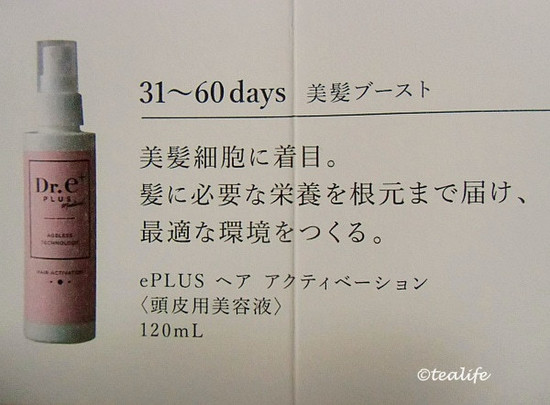 31～60 days 美髪ブースト
美髪細胞に着目。
髪に必要な栄養を根元まで届け、
最適な環境をつくる。
ePLUS ヘア アクティベーション
〈頭皮用美容液〉
120mL
Dr.e+
PLUS
AGELESS
TECHNOLOGY
HAIR ACTIVATION
©tealife